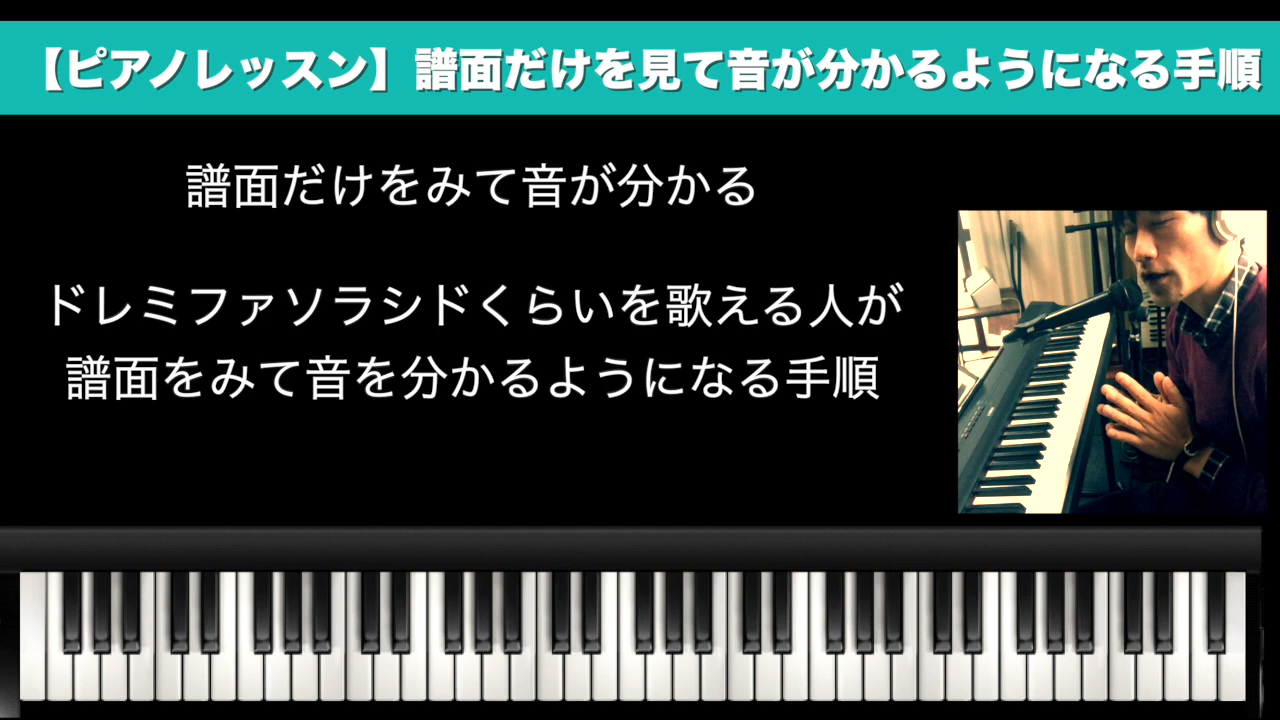 【ピアノレッスン】譜面だけを見て音が分かるようになる手順
譜面だけをみて音が分かる
ドレミファソラシドくらいを歌える人が
譜面をみて音を分かるようになる手順